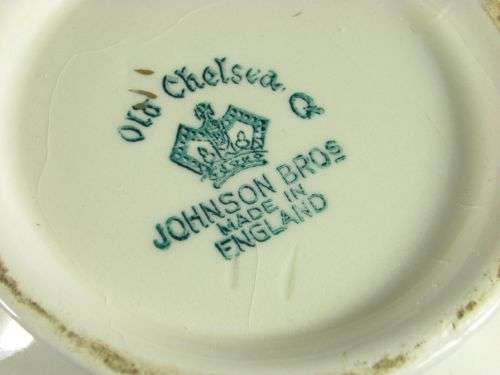 Old Chelsea. Q
JOHNSON BROS
MADE IN
ENGLAND